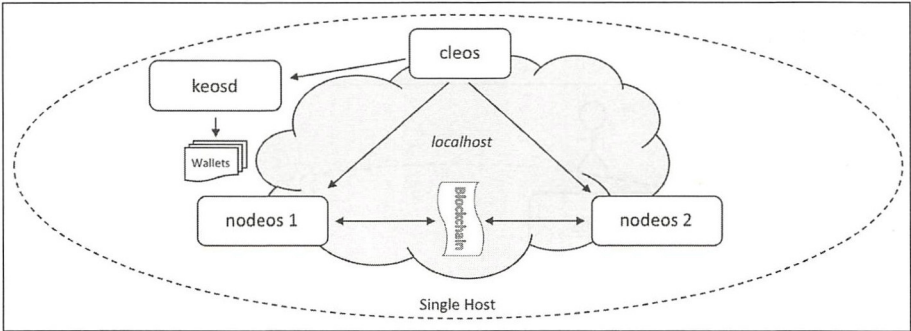 cleos
keosd
localhost
Wallets
nodeos 1
Blockchain
nodeos 2
Single Host